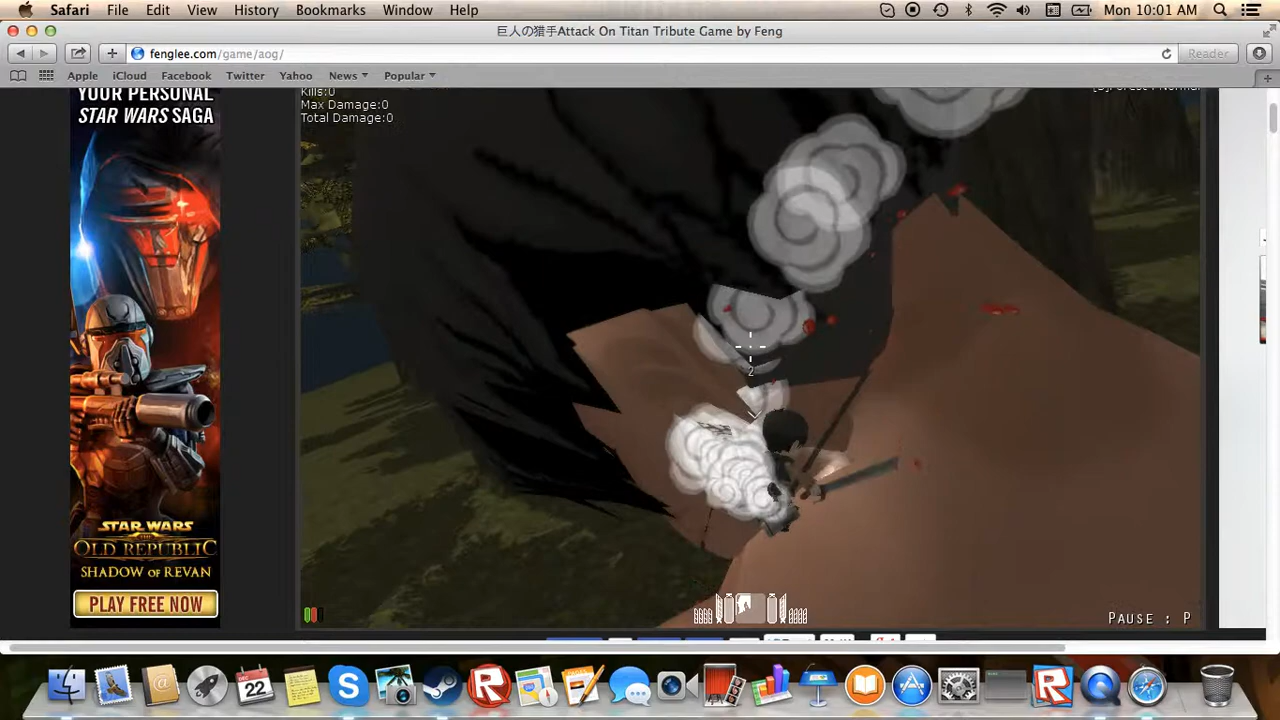 Safari File Edit View History Bookmarks Window Help Mon 10:01 AM
巨人の猎手Attack On Titan Tribute Game by Feng
fenglee.com/game/aog/ Reader
Apple iCloud Facebook Twitter Yahoo News Popular
YOUR PERSONAL
STAR WARS SAGA
Kills:0
Max Damage:0
Total Damage:0
2
STAR WARS
THE OLD REPUBLIC
SHADOW OF REVAN
PLAY FREE NOW
PAUSE : P
DEC
22